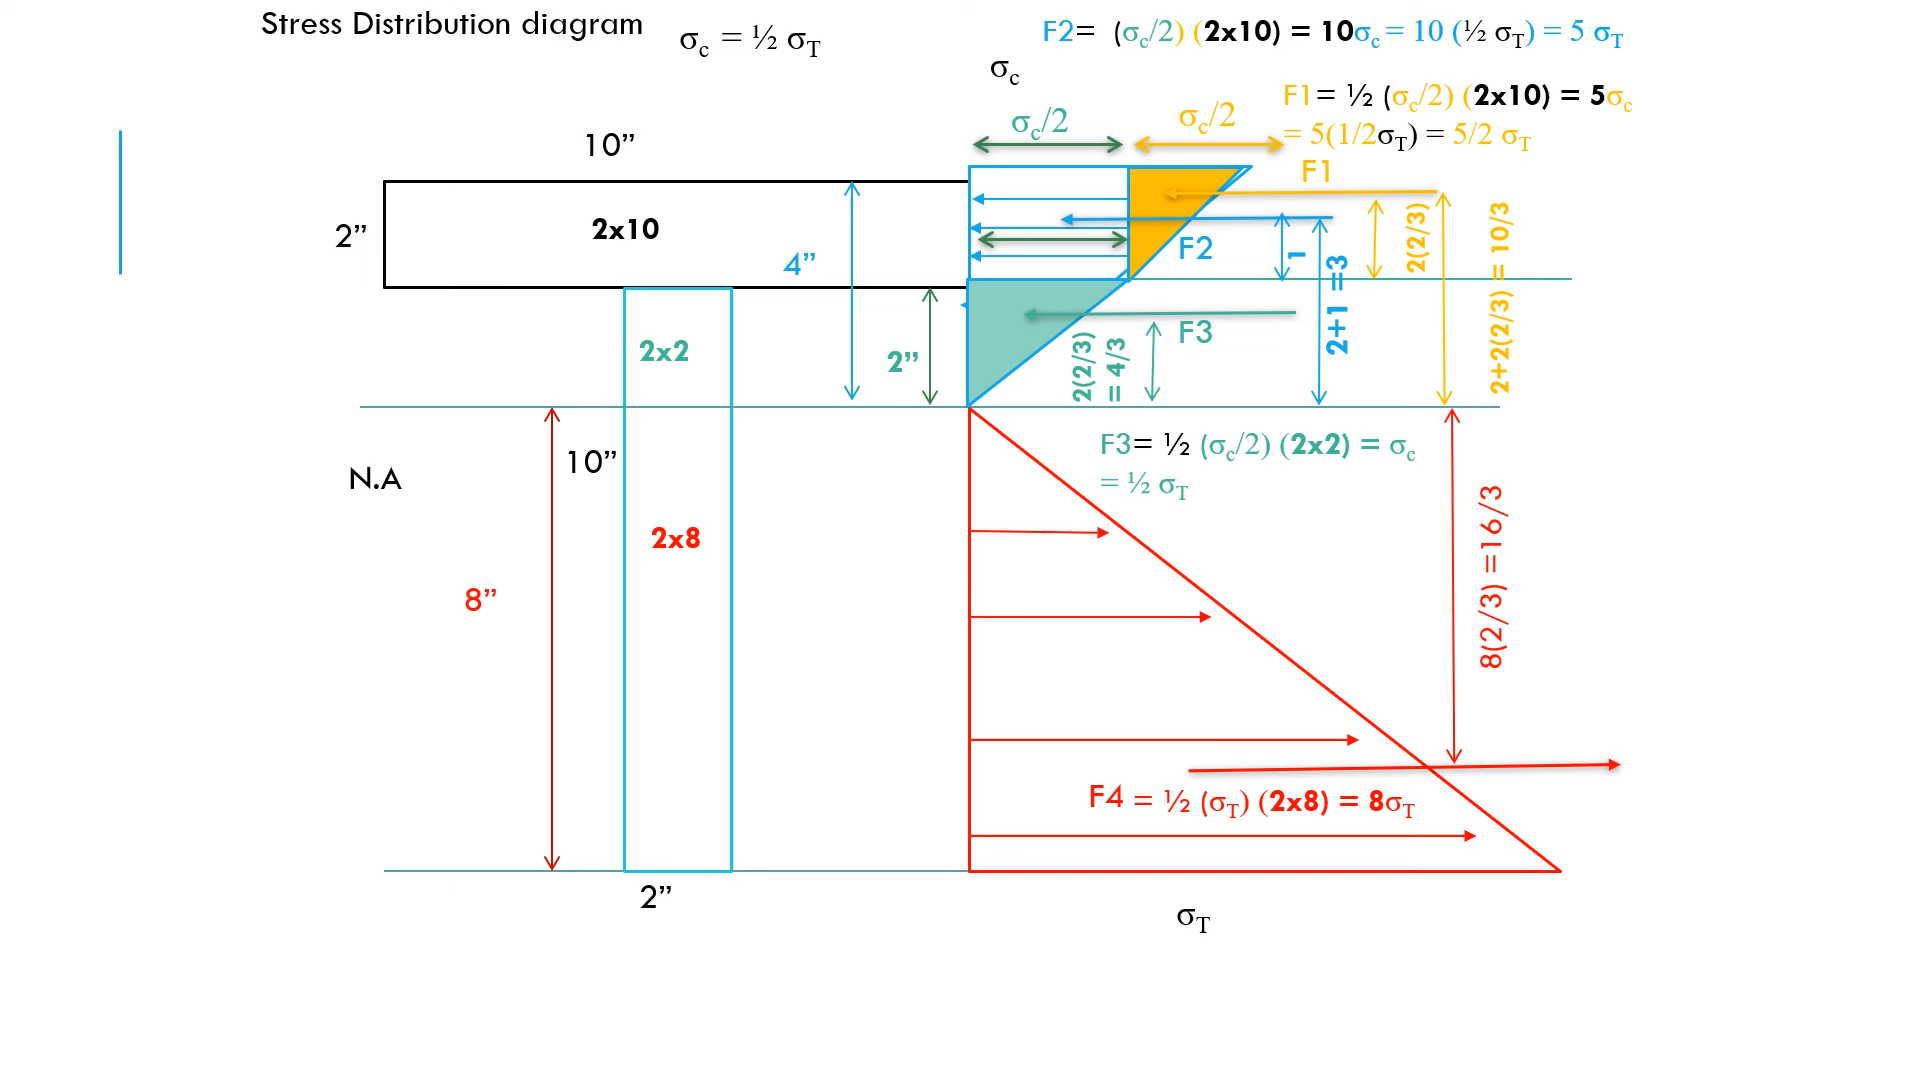 Stress Distribution diagram
σc = ½ σT
F2= (σc/2) (2x10) = 10σc = 10 (½ σT) = 5 σT
σc
F1= ½ (σc/2) (2x10) = 5σc
= 5(1/2σT) = 5/2 σT
σc/2
σc/2
10”
F1
2”
2x10
4”
F2
1
2+1 =3
2(2/3)
2+2(2/3) = 10/3
2x2
2”
F3
2(2/3)
= 4/3
N.A
10”
F3= ½ (σc/2) (2x2) = σc
= ½ σT
2x8
8”
8(2/3) =16/3
F4 = ½ (σT) (2x8) = 8σT
2”
σT